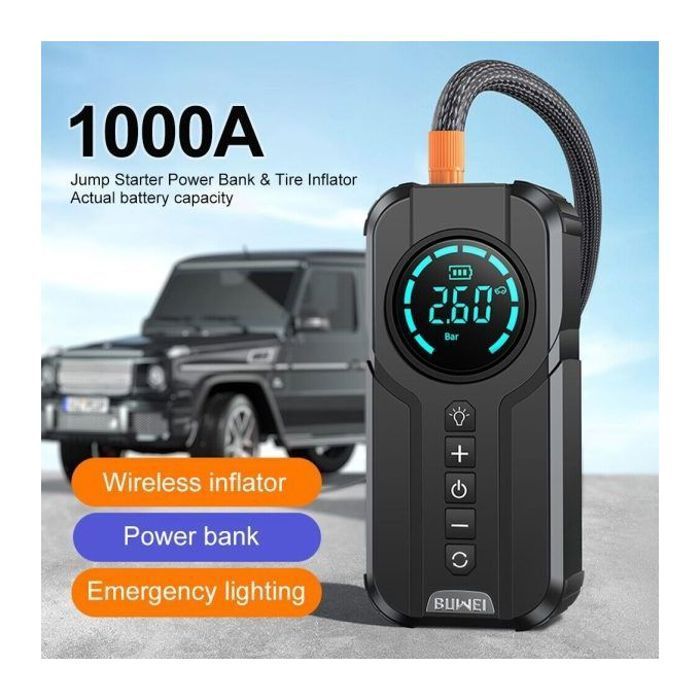 1000A
Jump Starter Power Bank & Tire Inflator
Actual battery capacity
2.60
Bar
Wireless inflator
Power bank
Emergency lighting
BUWEI